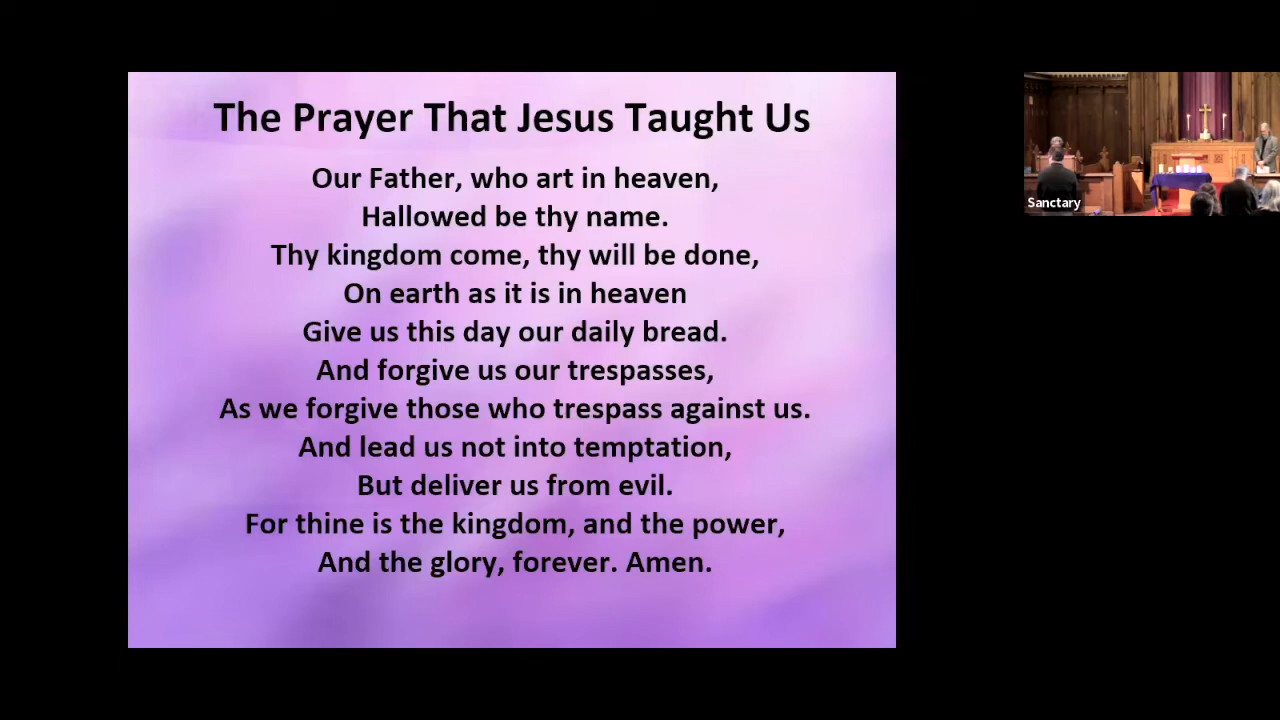 The Prayer That Jesus Taught Us
Our Father, who art in heaven,
Hallowed be thy name.
Thy kingdom come, thy will be done,
On earth as it is in heaven
Give us this day our daily bread.
And forgive us our trespasses,
As we forgive those who trespass against us.
And lead us not into temptation,
But deliver us from evil.
For thine is the kingdom, and the power,
And the glory, forever. Amen.
Sanctary